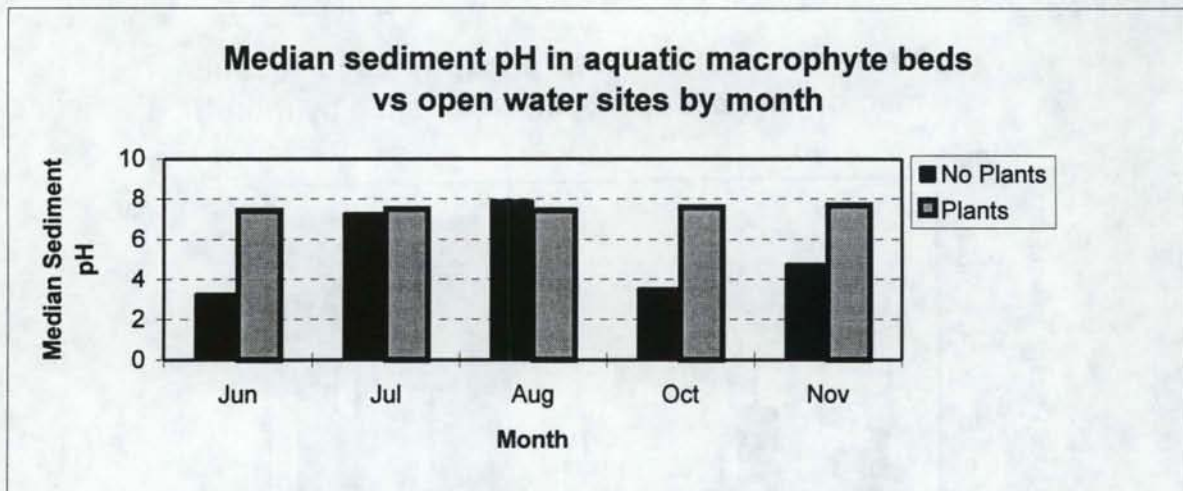 Median sediment pH in aquatic macrophyte beds
vs open water sites by month
Median Sediment
pH
10
8
6
4
2
0
Jun Jul Aug Oct Nov
Month
No Plants
Plants